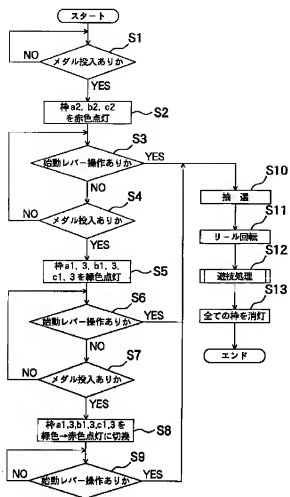 スタート
S1
メダル投入ありか
NO
YES
S2
枠a2, b2, c2
を赤色点灯
S3
始動レバー操作ありか
YES
NO
S4
メダル投入ありか
NO
YES
S5
枠a1, 3, b1, 3,
c1, 3を緑色点灯
S6
始動レバー操作ありか
YES
NO
S7
メダル投入ありか
NO
YES
S8
枠a1,3,b1,3,c1,3を
緑色→赤色点灯に切換
S9
始動レバー操作ありか
NO
YES
S10
抽 選
S11
リール回転
S12
遊技処理
S13
全ての枠を消灯
エンド